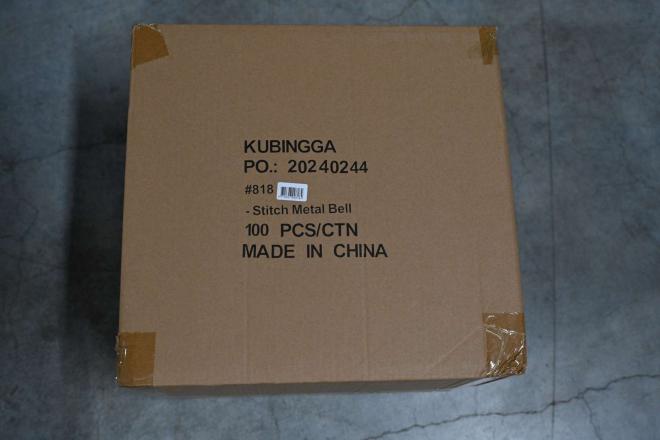 KUBINGGA
PO.: 20240244
#818
- Stitch Metal Bell
100 PCS/CTN
MADE IN CHINA